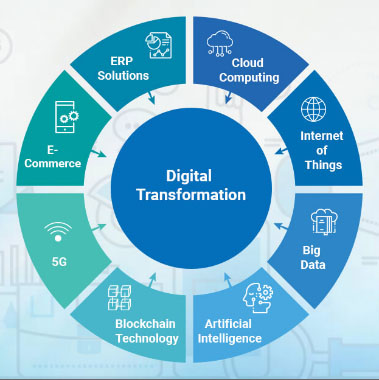 ERP
Solutions
Cloud
Computing
Internet
of
Things
Big
Data
Artificial
Intelligence
Blockchain
Technology
5G
E-
Commerce
Digital
Transformation